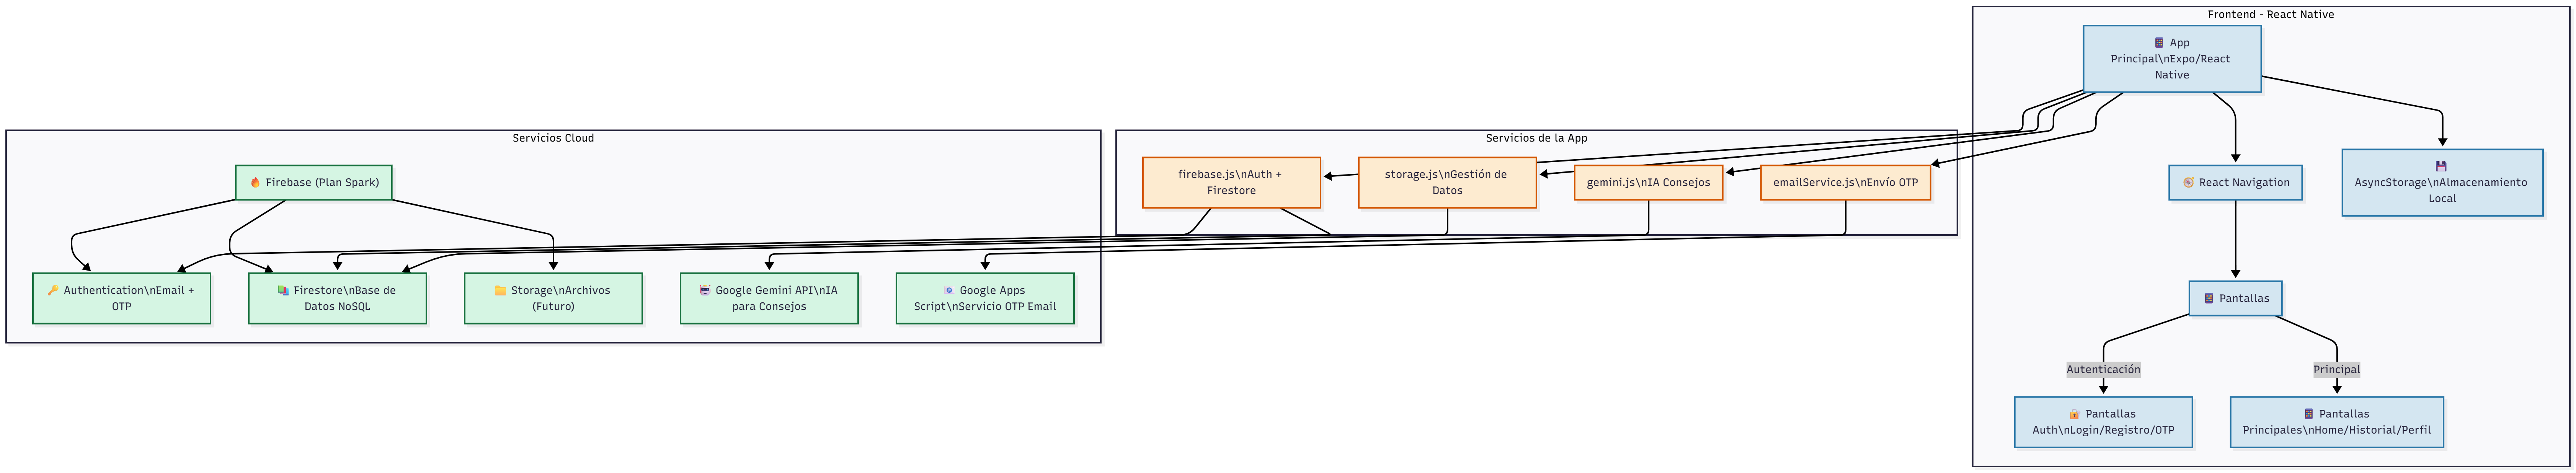 Frontend - React Native
App
Principal\nExpo/React
Native
Servicios Cloud
Servicios de la App
Firebase (Plan Spark)
firebase.js\nAuth +
Firestore
storage.js\nGestión de
Datos
gemini.js\nIA Consejos
emailService.js\nEnvío OTP
React Navigation
AsyncStorage\nAlmacenamiento
Local
Authentication\nEmail +
OTP
Firestore\nBase de
Datos NoSQL
Storage\nArchivos
(Futuro)
Google Gemini API\nIA
para Consejos
Google Apps
Script\nServicio OTP Email
Pantallas
Autenticación
Principal
Pantallas
Auth\nLogin/Registro/OTP
Pantallas
Principales\nHome/Historial/Perfil